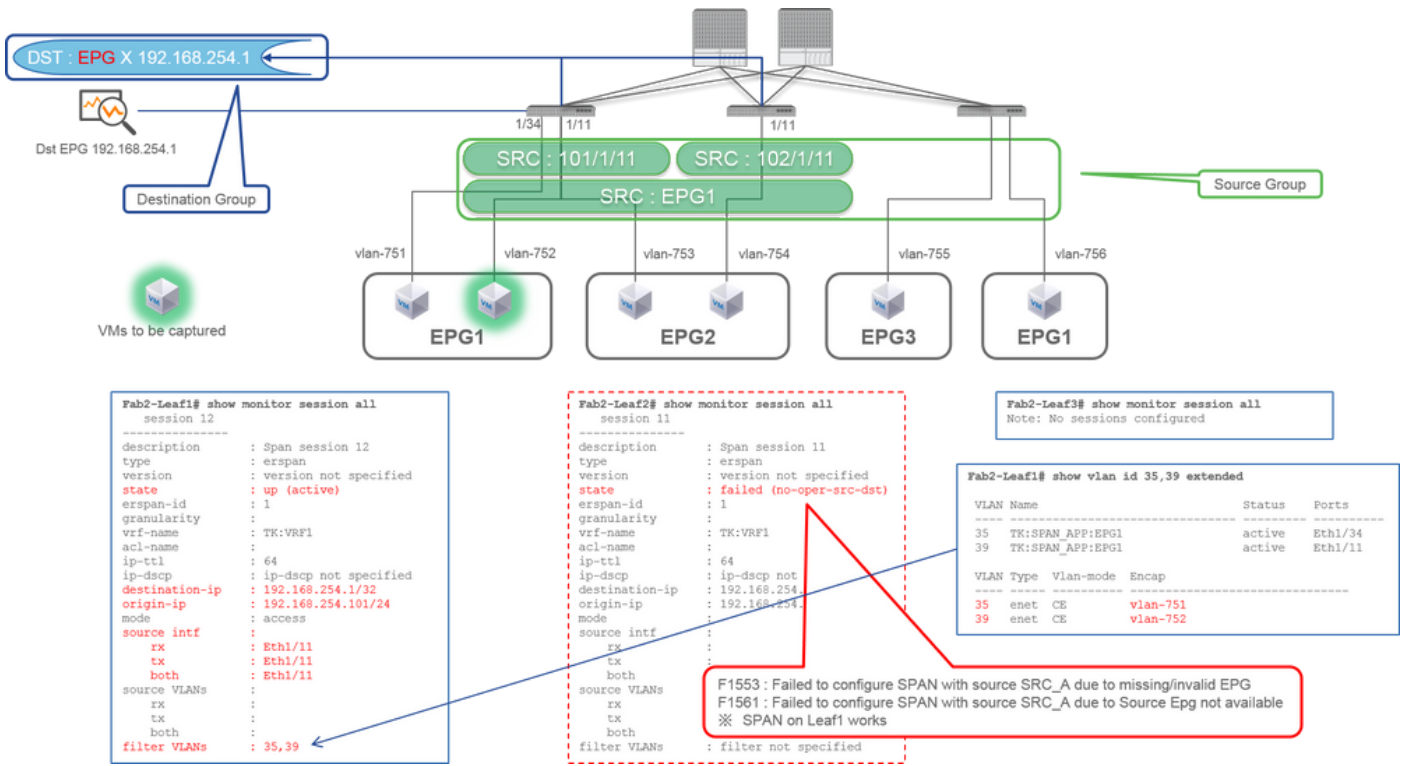 DST : EPG X 192.168.254.1
Dst EPG 192.168.254.1
Destination Group
1/34
1/11
1/11
SRC : 101/1/11
SRC : 102/1/11
SRC : EPG1
Source Group
vlan-751
vlan-752
vlan-753
vlan-754
vlan-755
vlan-756
VM
VMs to be captured
VM
VM
EPG1
VM
VM
EPG2
VM
EPG3
VM
EPG1
Fab2-Leaf1# show monitor session all
session 12
---------------
description : Span session 12
type : erspan
version : version not specified
state : up (active)
erspan-id : 1
granularity :
vrf-name : TK:VRF1
acl-name :
ip-ttl : 64
ip-dscp : ip-dscp not specified
destination-ip : 192.168.254.1/32
origin-ip : 192.168.254.101/24
mode : access
source intf :
rx : Eth1/11
tx : Eth1/11
both : Eth1/11
source VLANs :
rx :
tx :
both :
filter VLANs : 35,39
Fab2-Leaf2# show monitor session all
session 11
---------------
description : Span session 11
type : erspan
version : version not specified
state : failed (no-oper-src-dst)
erspan-id : 1
granularity :
vrf-name : TK:VRF1
acl-name :
ip-ttl : 64
ip-dscp : ip-dscp not
destination-ip : 192.168.254.
origin-ip : 192.168.254.
mode :
source intf :
rx :
tx :
both :
source VLANs :
rx :
tx :
both :
filter VLANs : filter not specified
F1553 : Failed to configure SPAN with source SRC_A due to missing/invalid EPG
F1561 : Failed to configure SPAN with source SRC_A due to Source Epg not available
※ SPAN on Leaf1 works
Fab2-Leaf3# show monitor session all
Note: No sessions configured
Fab2-Leaf1# show vlan id 35,39 extended
VLAN Name Status Ports
---- -------------------------------- --------- ----------
35 TK:SPAN_APP:EPG1 active Eth1/34
39 TK:SPAN_APP:EPG1 active Eth1/11
VLAN Type Vlan-mode Encap
---- ----- ---------- -------------------------------
35 enet CE vlan-751
39 enet CE vlan-752